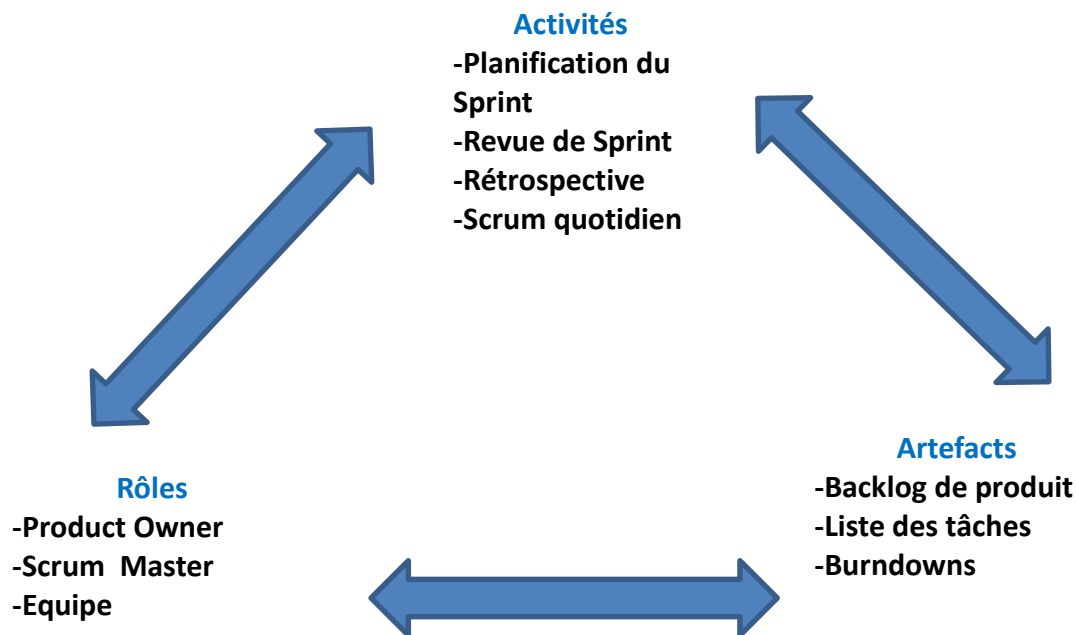 Activités
-Planification du
Sprint
-Revue de Sprint
-Rétrospective
-Scrum quotidien
Rôles
-Product Owner
-Scrum  Master
-Equipe
Artefacts
-Backlog de produit
-Liste des tâches
-Burndowns